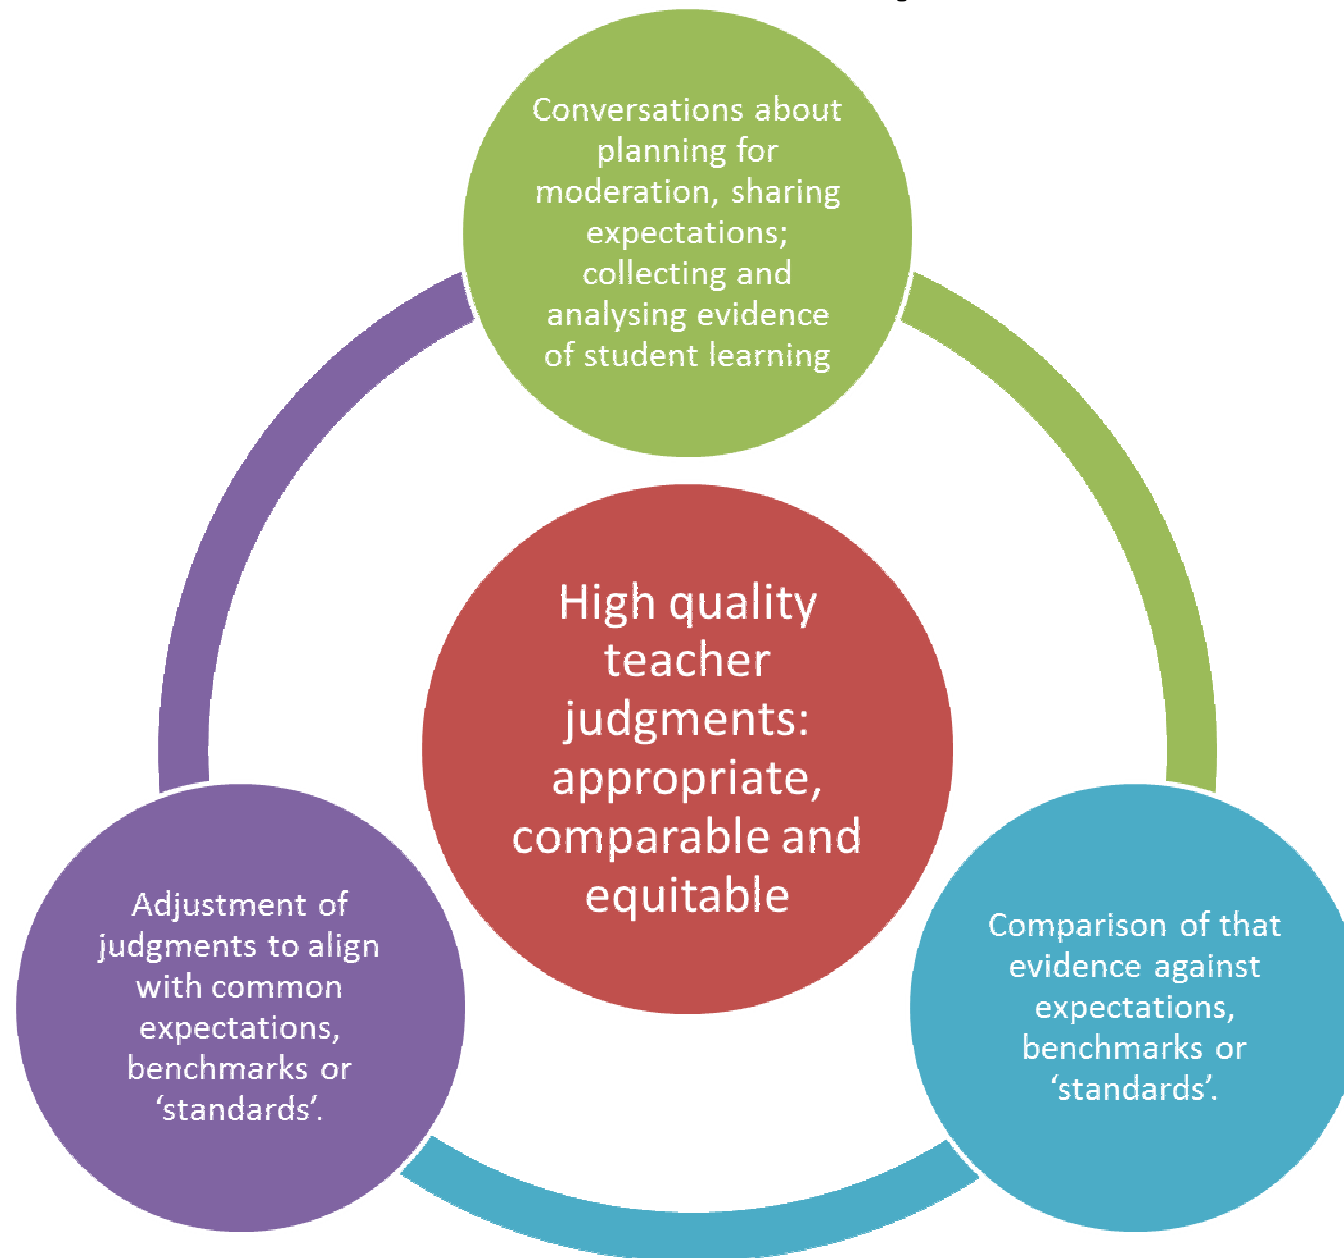 Conversations about
planning for
moderation, sharing
expectations;
collecting and
analysing evidence
of student learning
High quality
teacher
judgments:
appropriate,
comparable and
equitable
Adjustment of
judgments to align
with common
expectations,
benchmarks or
‘standards’.
Comparison of that
evidence against
expectations,
benchmarks or
‘standards’.